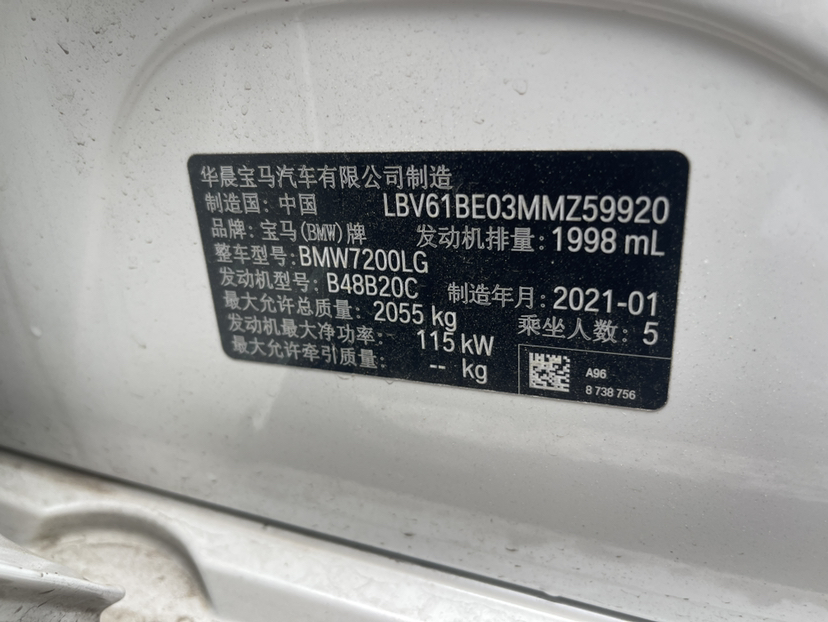 华晨宝马汽车有限公司制造
制造国: 中国 LBV61BE03MMZ59920
品牌: 宝马(BMW)牌 发动机排量: 1998 mL
整车型号: BMW7200LG
发动机型号: B48B20C 制造年月: 2021-01
最大允许总质量: 2055 kg 乘坐人数: 5
发动机最大净功率: 115 kW
最大允许牵引质量: -- kg
A96
8 738 756